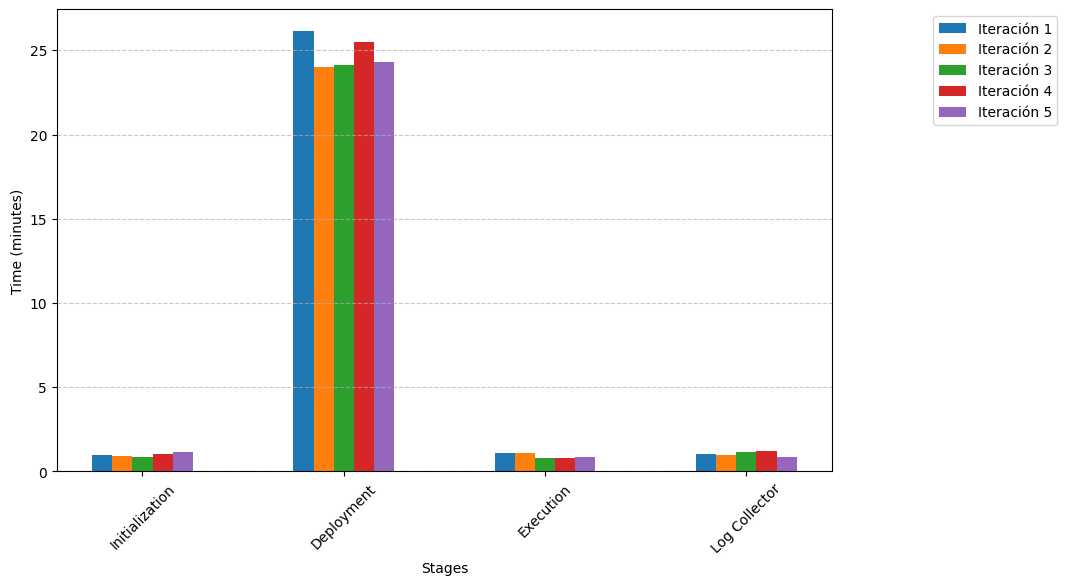 Time (minutes)
25
20
15
10
5
0
Initialization
Deployment
Execution
Log Collector
Stages
Iteración 1
Iteración 2
Iteración 3
Iteración 4
Iteración 5